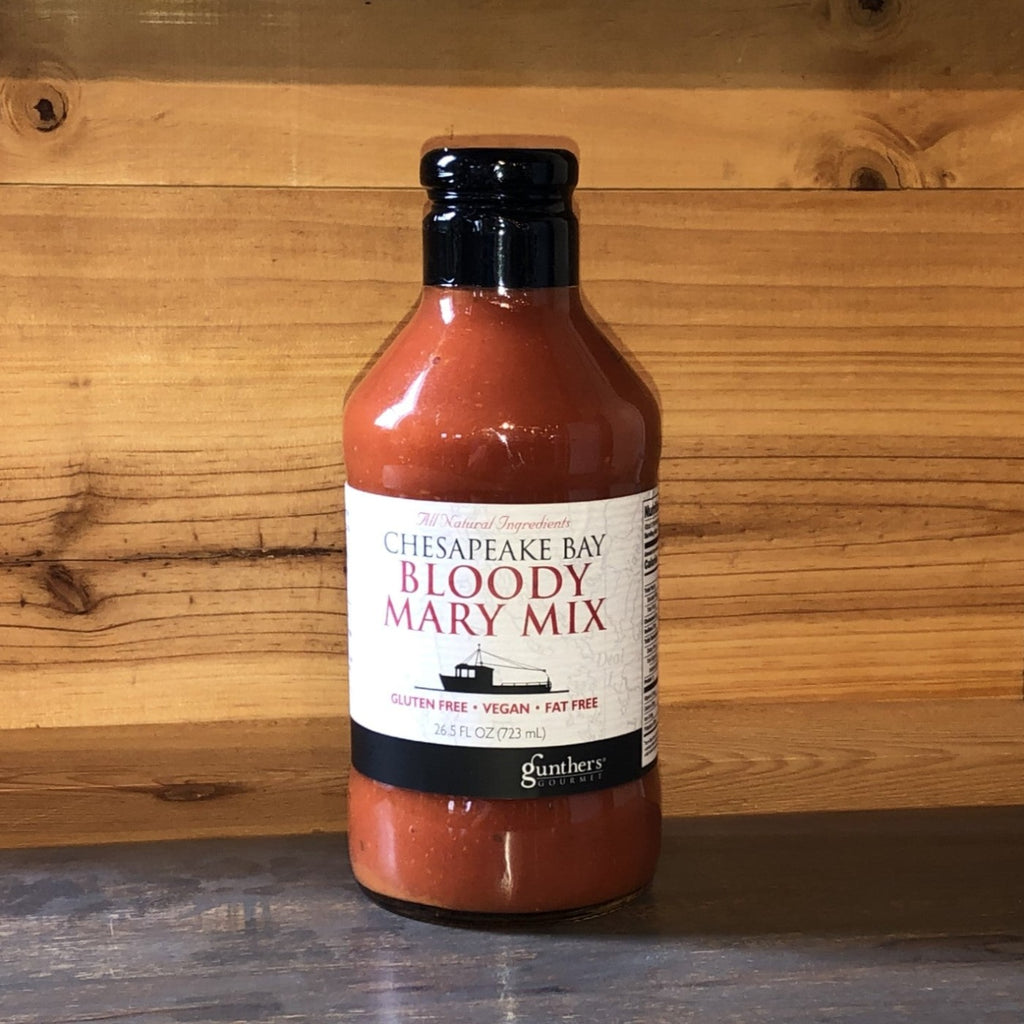 All Natural Ingredients
CHESAPEAKE BAY
BLOODY
MARY MIX
GLUTEN FREE • VEGAN • FAT FREE
26.5 FL OZ (723 mL)
gunthers®
GOURMET